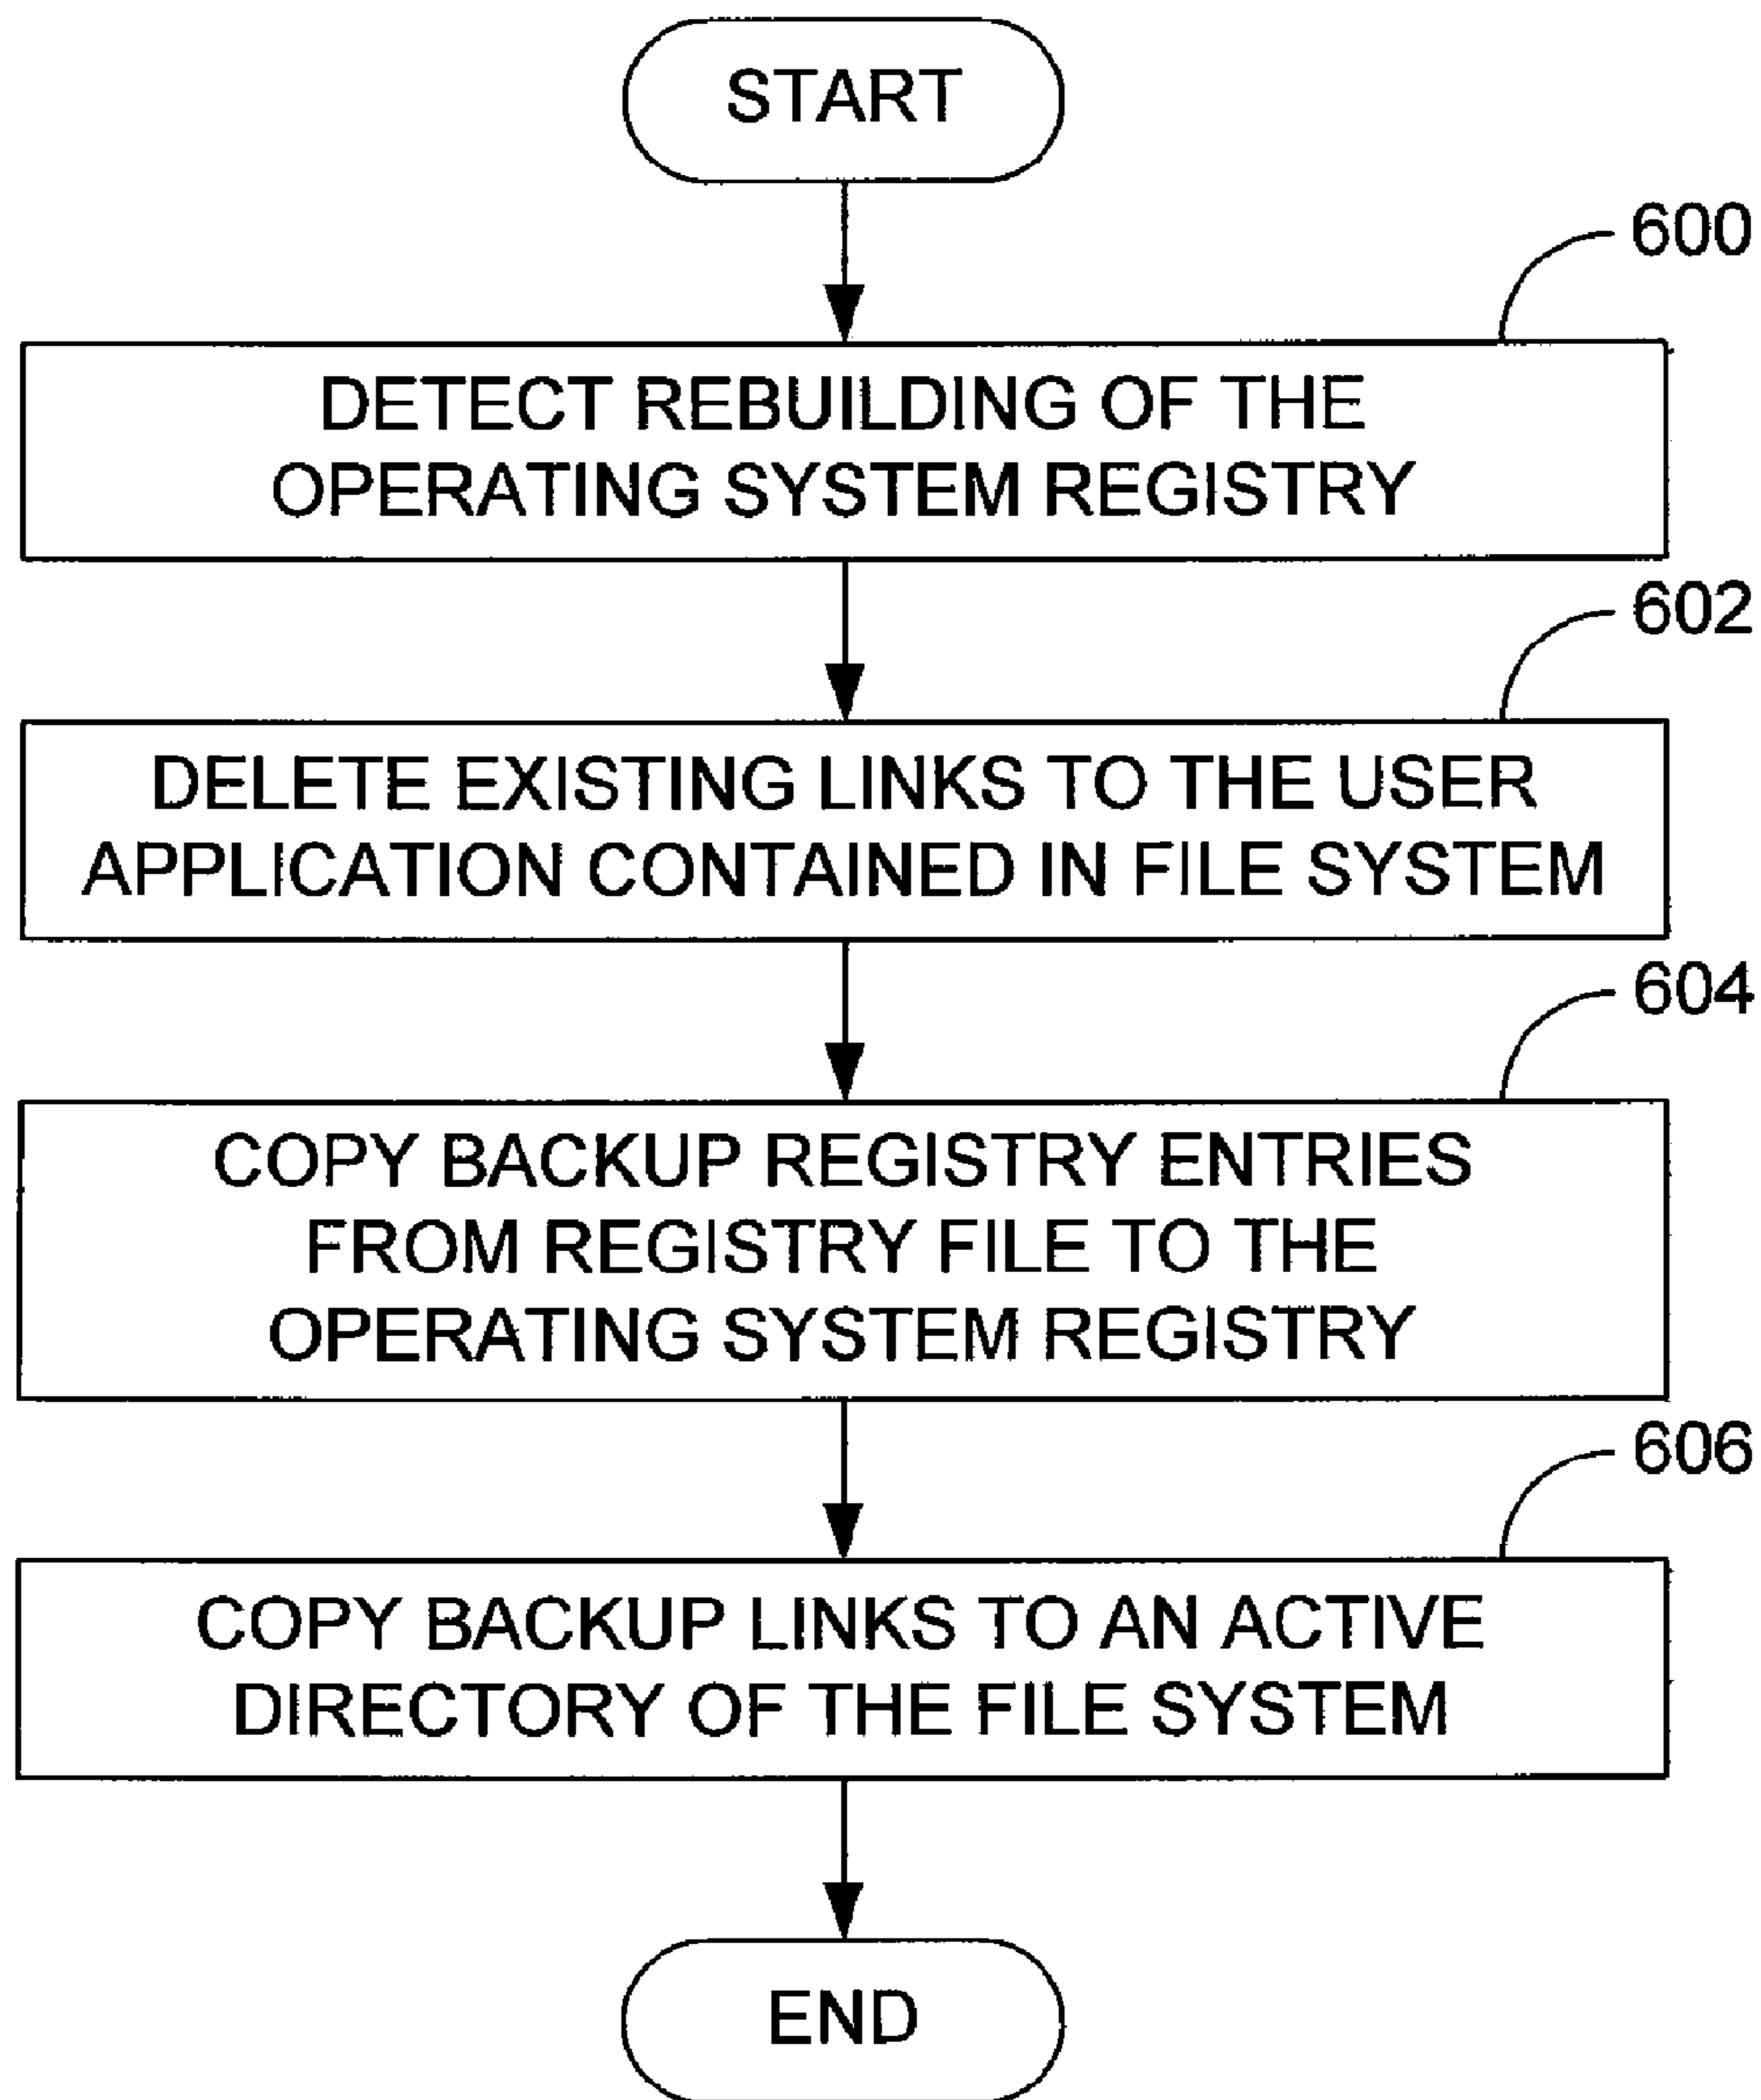 START
600
DETECT REBUILDING OF THE
OPERATING SYSTEM REGISTRY
602
DELETE EXISTING LINKS TO THE USER
APPLICATION CONTAINED IN FILE SYSTEM
604
COPY BACKUP REGISTRY ENTRIES
FROM REGISTRY FILE TO THE
OPERATING SYSTEM REGISTRY
606
COPY BACKUP LINKS TO AN ACTIVE
DIRECTORY OF THE FILE SYSTEM
END